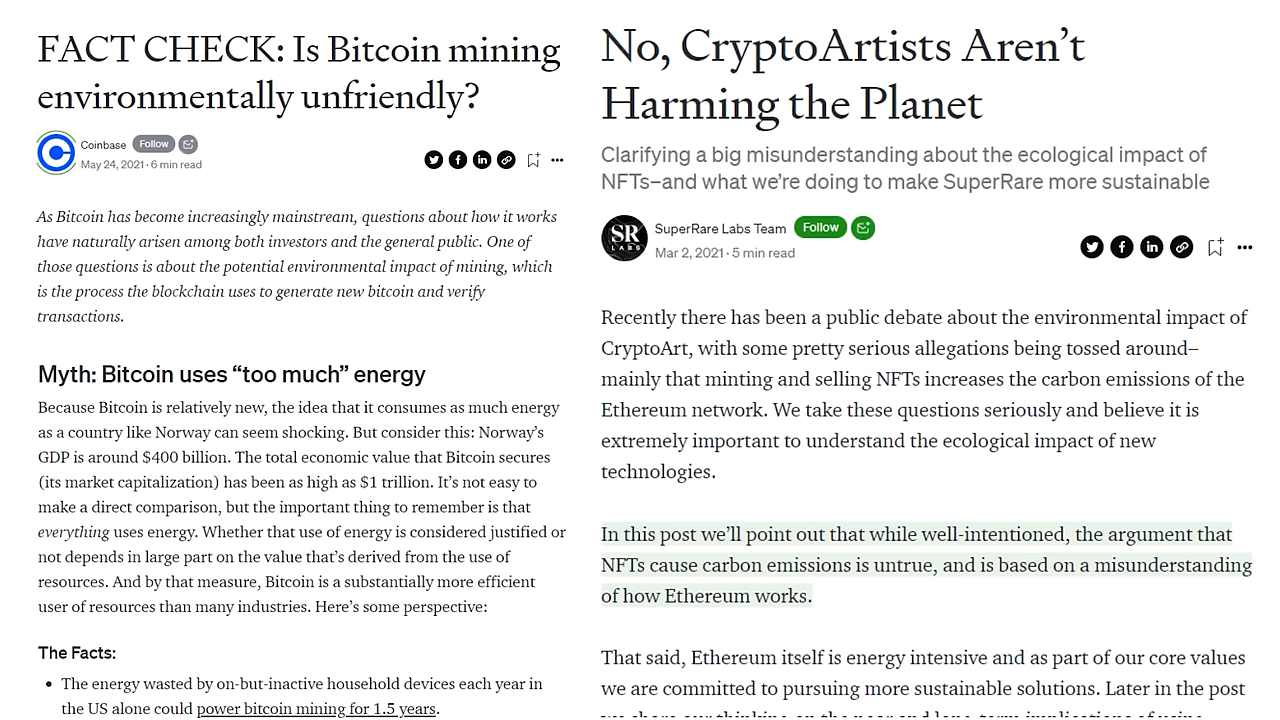 FACT CHECK: Is Bitcoin mining
environmentally unfriendly?
Coinbase Follow
May 24, 2021 · 6 min read
As Bitcoin has become increasingly mainstream, questions about how it works
have naturally arisen among both investors and the general public. One of
those questions is about the potential environmental impact of mining, which
is the process the blockchain uses to generate new bitcoin and verify
transactions.
Myth: Bitcoin uses “too much” energy
Because Bitcoin is relatively new, the idea that it consumes as much energy
as a country like Norway can seem shocking. But consider this: Norway’s
GDP is around $400 billion. The total economic value that Bitcoin secures
(its market capitalization) has been as high as $1 trillion. It’s not easy to
make a direct comparison, but the important thing to remember is that
everything uses energy. Whether that use of energy is considered justified or
not depends in large part on the value that’s derived from the use of
resources. And by that measure, Bitcoin is a substantially more efficient
user of resources than many industries. Here’s some perspective:
The Facts:
• The energy wasted by on-but-inactive household devices each year in
the US alone could power bitcoin mining for 1.5 years.
No, CryptoArtists Aren’t
Harming the Planet
Clarifying a big misunderstanding about the ecological impact of
NFTs–and what we’re doing to make SuperRare more sustainable
SR
LABS
SuperRare Labs Team Follow
Mar 2, 2021 · 5 min read
Recently there has been a public debate about the environmental impact of
CryptoArt, with some pretty serious allegations being tossed around–
mainly that minting and selling NFTs increases the carbon emissions of the
Ethereum network. We take these questions seriously and believe it is
extremely important to understand the ecological impact of new
technologies.
In this post we’ll point out that while well-intentioned, the argument that
NFTs cause carbon emissions is untrue, and is based on a misunderstanding
of how Ethereum works.
That said, Ethereum itself is energy intensive and as part of our core values
we are committed to pursuing more sustainable solutions. Later in the post